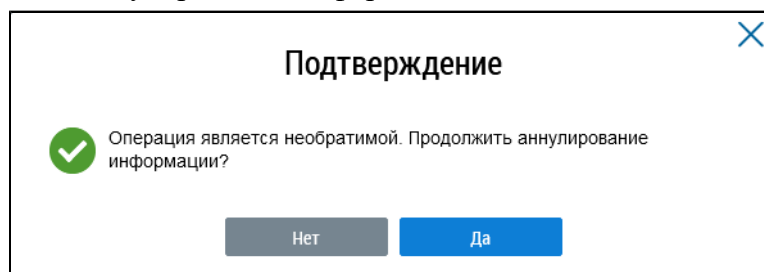 Подтверждение
Операция является необратимой. Продолжить аннулирование
информации?
Нет
Да